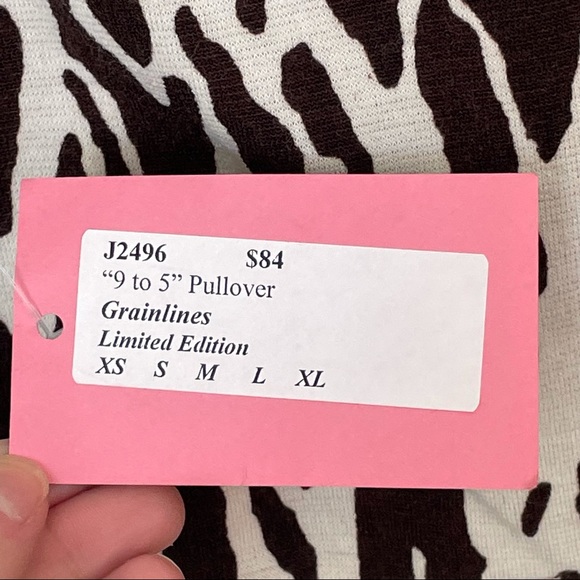 J2496 $84
“9 to 5” Pullover
Grainlines
Limited Edition
XS S M L XL